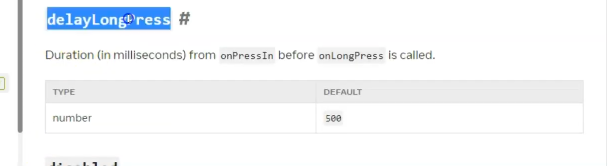 delayLongPress #
Duration (in milliseconds) from onPressIn before onLongPress is called.
TYPE DEFAULT
number 500